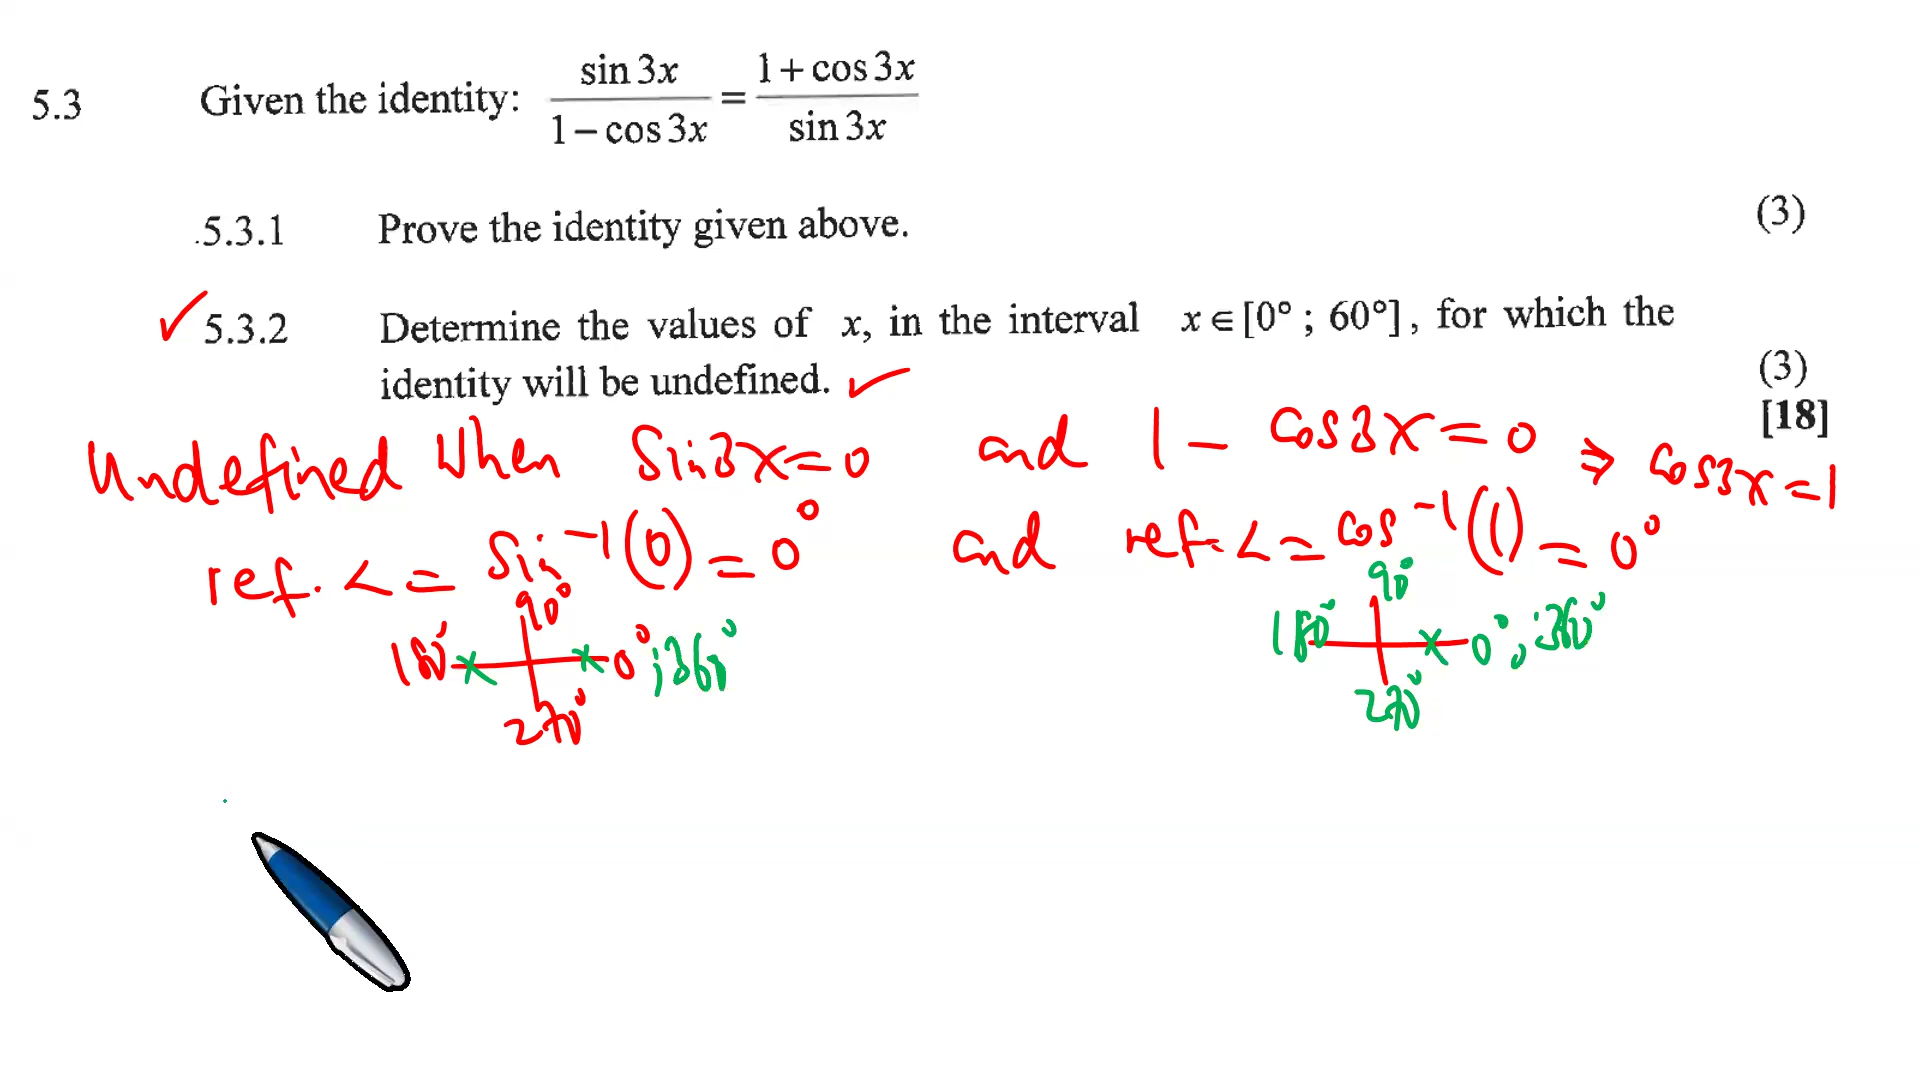 5.3 Given the identity: sin 3x / (1 − cos 3x) = (1 + cos 3x) / sin 3x
.5.3.1 Prove the identity given above. (3)
✓ 5.3.2 Determine the values of x, in the interval x ∈ [0° ; 60°], for which the
identity will be undefined. ✓ (3)
[18]
Undefined when Sin3x=0 and 1 − Cos3x=0 ⇒ Cos3x=1
ref. < = Sin⁻¹(0) = 0° and ref. < = Cos⁻¹(1) = 0°
90° 90°
180° 0° ; 360° 180° 0° ; 360°
270° 270°